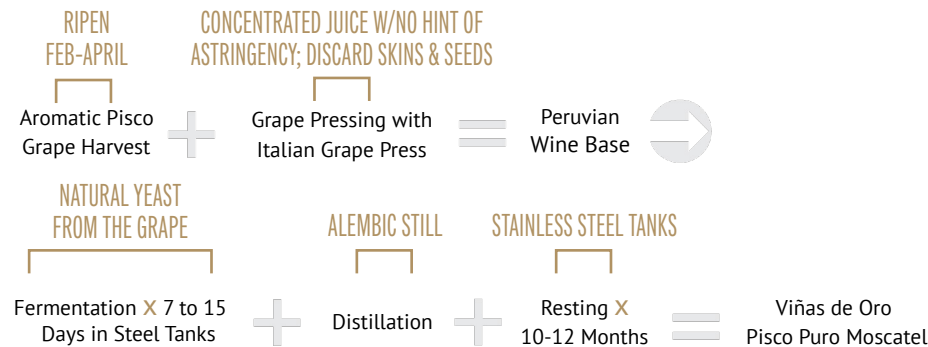 RIPEN
FEB-APRIL
CONCENTRATED JUICE W/NO HINT OF
ASTRINGENCY; DISCARD SKINS & SEEDS
Aromatic Pisco
Grape Harvest
+
Grape Pressing with
Italian Grape Press
=
Peruvian
Wine Base
NATURAL YEAST
FROM THE GRAPE
ALEMBIC STILL
STAINLESS STEEL TANKS
Fermentation X 7 to 15
Days in Steel Tanks
+
Distillation
+
Resting X
10-12 Months
=
Viñas de Oro
Pisco Puro Moscatel